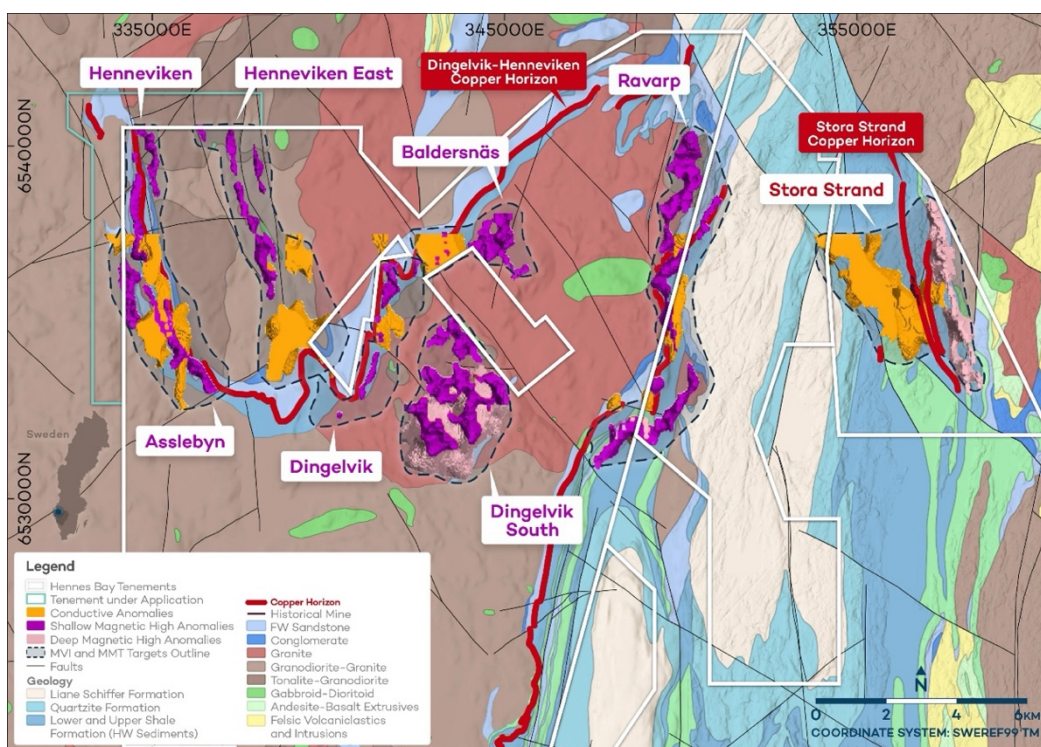 335000E
345000E
355000E
Henneviken
Henneviken East
Dingelvik-Henneviken
Copper Horizon
Ravarp
Stora Strand
Copper Horizon
6540000N
Baldersnäs
Stora Strand
Asslebyn
Sweden
Dingelvik
6530000N
Dingelvik
South
Legend
Hennes Bay Tenements
Tenement under Application
Conductive Anomalies
Shallow Magnetic High Anomalies
Deep Magnetic High Anomalies
MVI and MMT Targets Outline
Faults
Geology
Liane Schiffer Formation
Quartzite Formation
Lower and Upper Shale
Formation (HW Sediments)
Copper Horizon
Historical Mine
FW Sandstone
Conglomerate
Granite
Granodiorite-Granite
Tonalite-Granodiorite
Gabbroid-Dioritoid
Andesite-Basalt Extrusives
Felsic Volcaniclastics
and Intrusions
N
0 2 4 6KM
COORDINATE SYSTEM: SWEREF99 TM